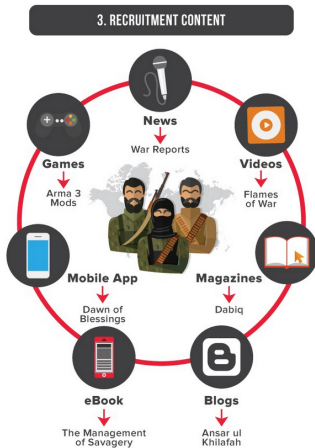 3. RECRUITMENT CONTENT
News
War Reports
Games
Arma 3
Mods
Videos
Flames
of War
Mobile App
Dawn of
Blessings
Magazines
Dabiq
eBook
The Management
of Savagery
Blogs
Ansar ul
Khilafah